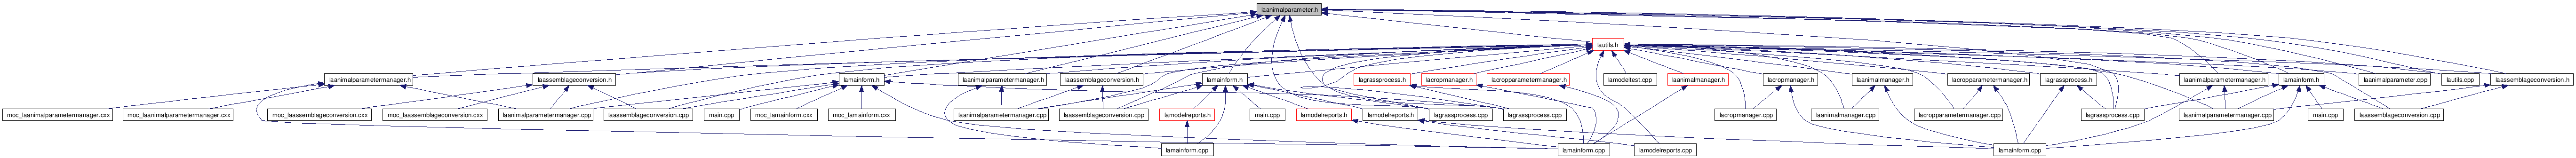 laanimalparameter.h
lautils.h
laanimalparametermanager.h
laassemblageconversion.h
lamainform.h
laanimalparametermanager.h
laassemblageconversion.h
lamainform.h
lagrassprocess.h
lacropmanager.h
lacropparametermanager.h
lamodeltest.cpp
laanimalmanager.h
lacropmanager.h
laanimalmanager.h
lacropparametermanager.h
lagrassprocess.h
laanimalparametermanager.h
lamainform.h
laanimalparameter.cpp
lautils.cpp
laassemblageconversion.h
moc_laanimalparametermanager.cxx
moc_laanimalparametermanager.cxx
moc_laassemblageconversion.cxx
moc_laassemblageconversion.cxx
laanimalparametermanager.cpp
laassemblageconversion.cpp
main.cpp
moc_lamainform.cxx
moc_lamainform.cxx
laanimalparametermanager.cpp
laassemblageconversion.cpp
lamodelreports.h
main.cpp
lamodelreports.h
lamodelreports.h
lagrassprocess.cpp
lagrassprocess.cpp
lacropmanager.cpp
laanimalmanager.cpp
lacropparametermanager.cpp
lagrassprocess.cpp
laanimalparametermanager.cpp
main.cpp
laassemblageconversion.cpp
lamainform.cpp
lamainform.cpp
lamodelreports.cpp
lamainform.cpp